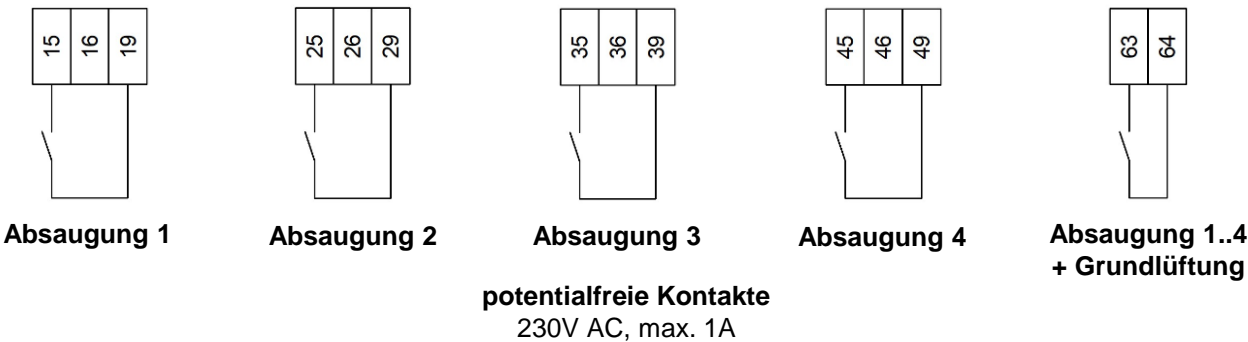 15 16 19
25 26 29
35 36 39
45 46 49
63 64
Absaugung 1
Absaugung 2
Absaugung 3
Absaugung 4
Absaugung 1..4
+ Grundlüftung
potentialfreie Kontakte
230V AC, max. 1A